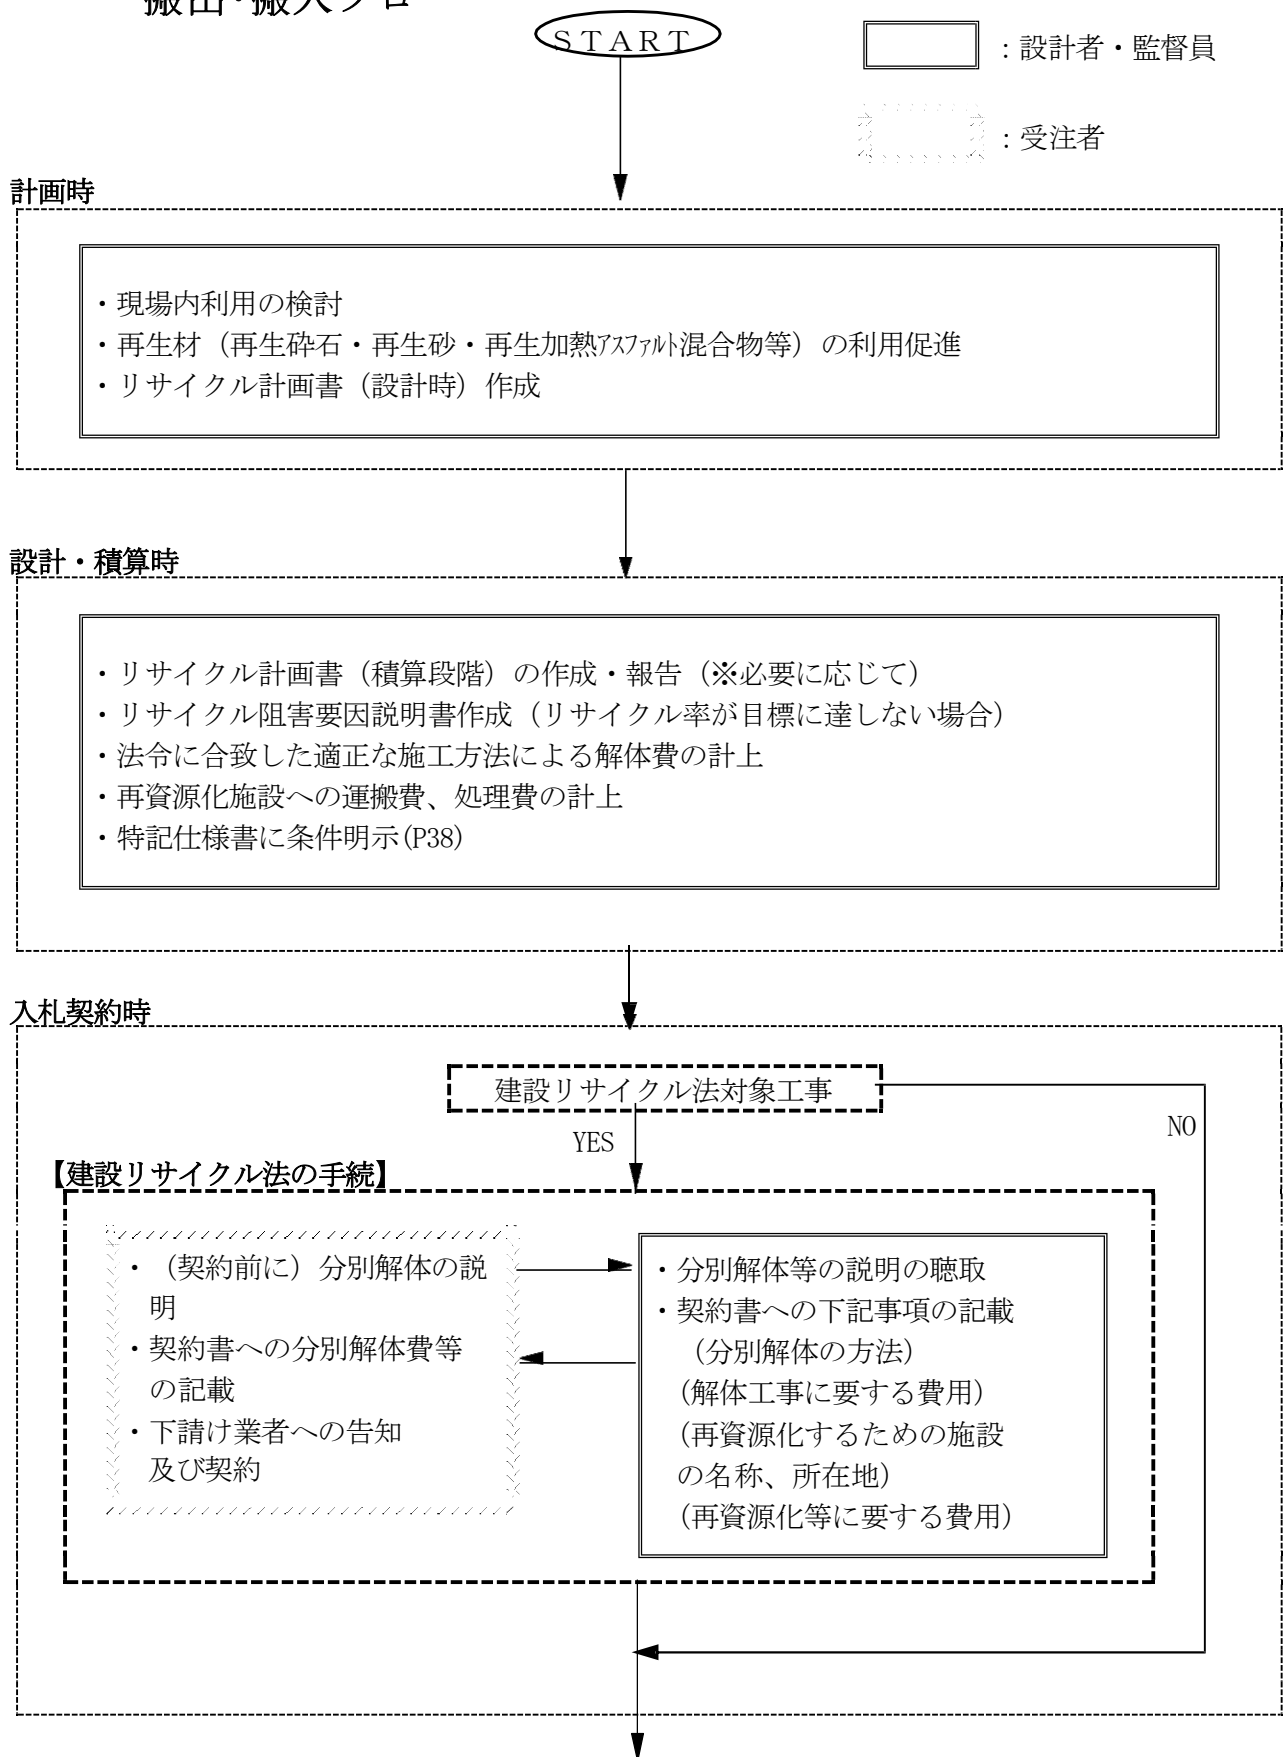 搬出・搬入フロー
ＳＴＡＲＴ
：設計者・監督員
：受注者
計画時
・現場内利用の検討
・再生材（再生砕石・再生砂・再生加熱ｱｽﾌｧﾙﾄ混合物等）の利用促進
・リサイクル計画書（設計時）作成
設計・積算時
・リサイクル計画書（積算段階）の作成・報告（※必要に応じて）
・リサイクル阻害要因説明書作成（リサイクル率が目標に達しない場合）
・法令に合致した適正な施工方法による解体費の計上
・再資源化施設への運搬費、処理費の計上
・特記仕様書に条件明示(P38)
入札契約時
建設リサイクル法対象工事
YES
NO
【建設リサイクル法の手続】
・（契約前に）分別解体の説
明
・契約書への分別解体費等
の記載
・下請け業者への告知
及び契約
・分別解体等の説明の聴取
・契約書への下記事項の記載
（分別解体の方法）
（解体工事に要する費用）
（再資源化するための施設
の名称、所在地）
（再資源化等に要する費用）